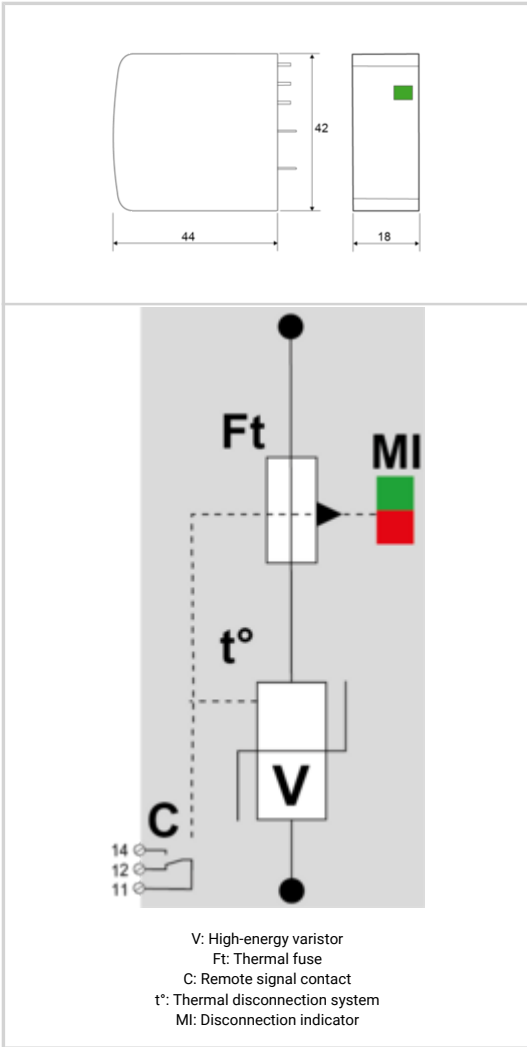 42
44
18
Ft
MI
t°
V
C
14
12
11
V: High-energy varistor
Ft: Thermal fuse
C: Remote signal contact
t°: Thermal disconnection system
MI: Disconnection indicator